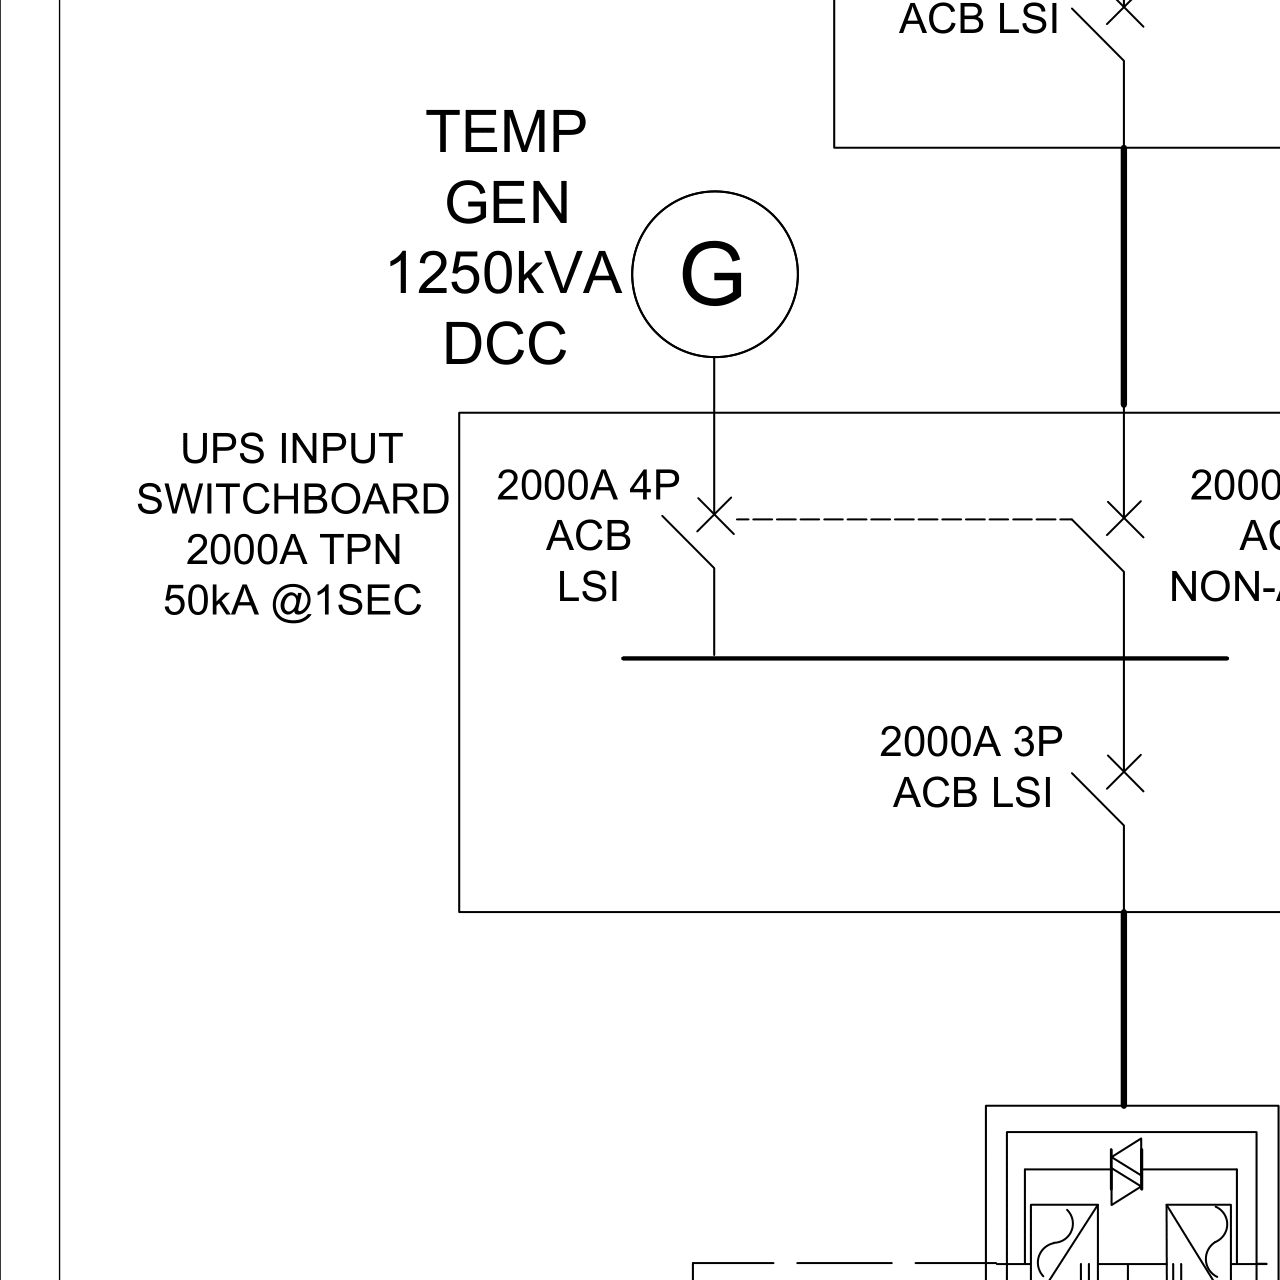 ACB LSI
TEMP
GEN
1250kVA
DCC
G
UPS INPUT
SWITCHBOARD
2000A TPN
50kA @1SEC
2000A 4P
ACB
LSI
2000
NON-
2000A 3P
ACB LSI